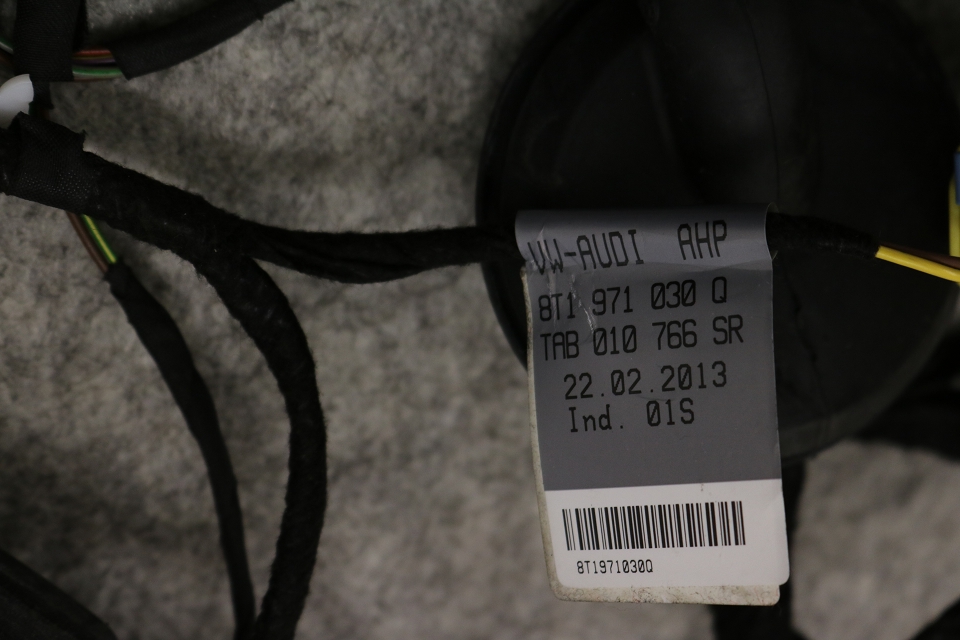 VW-AUDI AHP
8T1 971 030 Q
TAB 010 766 SR
22.02.2013
Ind. 01S
8T1971030Q